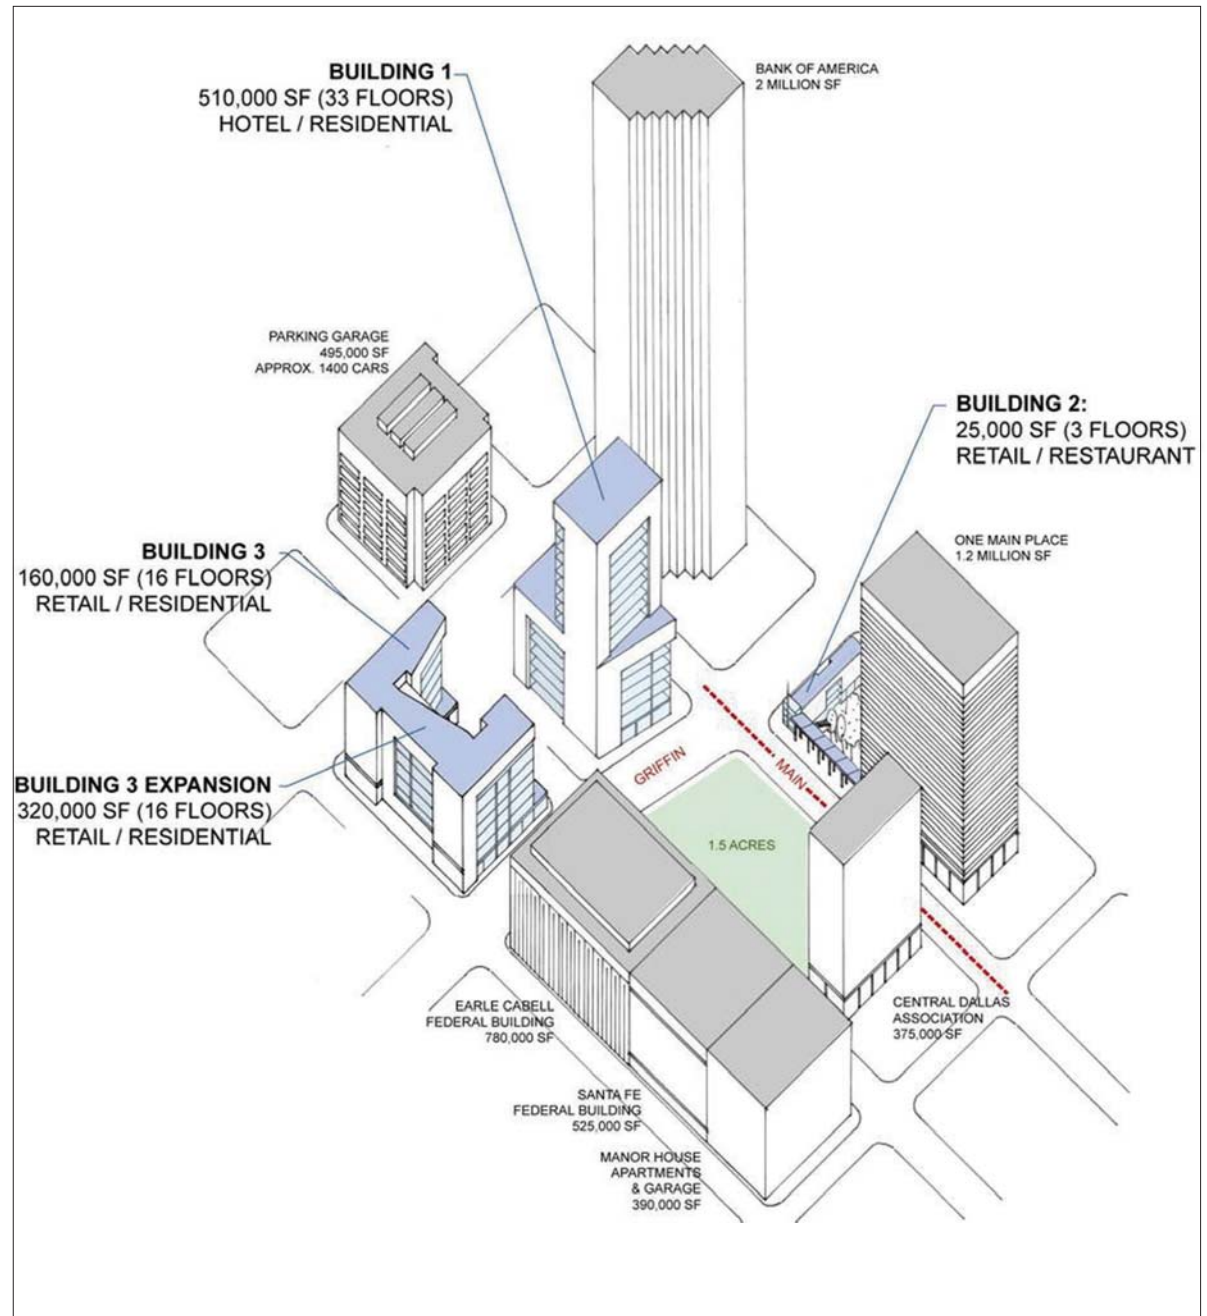 BUILDING 1
510,000 SF (33 FLOORS)
HOTEL / RESIDENTIAL
BANK OF AMERICA
2 MILLION SF
PARKING GARAGE
495,000 SF
APPROX. 1400 CARS
BUILDING 2:
25,000 SF (3 FLOORS)
RETAIL / RESTAURANT
ONE MAIN PLACE
1.2 MILLION SF
BUILDING 3
160,000 SF (16 FLOORS)
RETAIL / RESIDENTIAL
GRIFFIN
MAIN
BUILDING 3 EXPANSION
320,000 SF (16 FLOORS)
RETAIL / RESIDENTIAL
1.5 ACRES
EARLE CABELL
FEDERAL BUILDING
780,000 SF
CENTRAL DALLAS
ASSOCIATION
375,000 SF
SANTA FE
FEDERAL BUILDING
525,000 SF
MANOR HOUSE
APARTMENTS
& GARAGE
390,000 SF